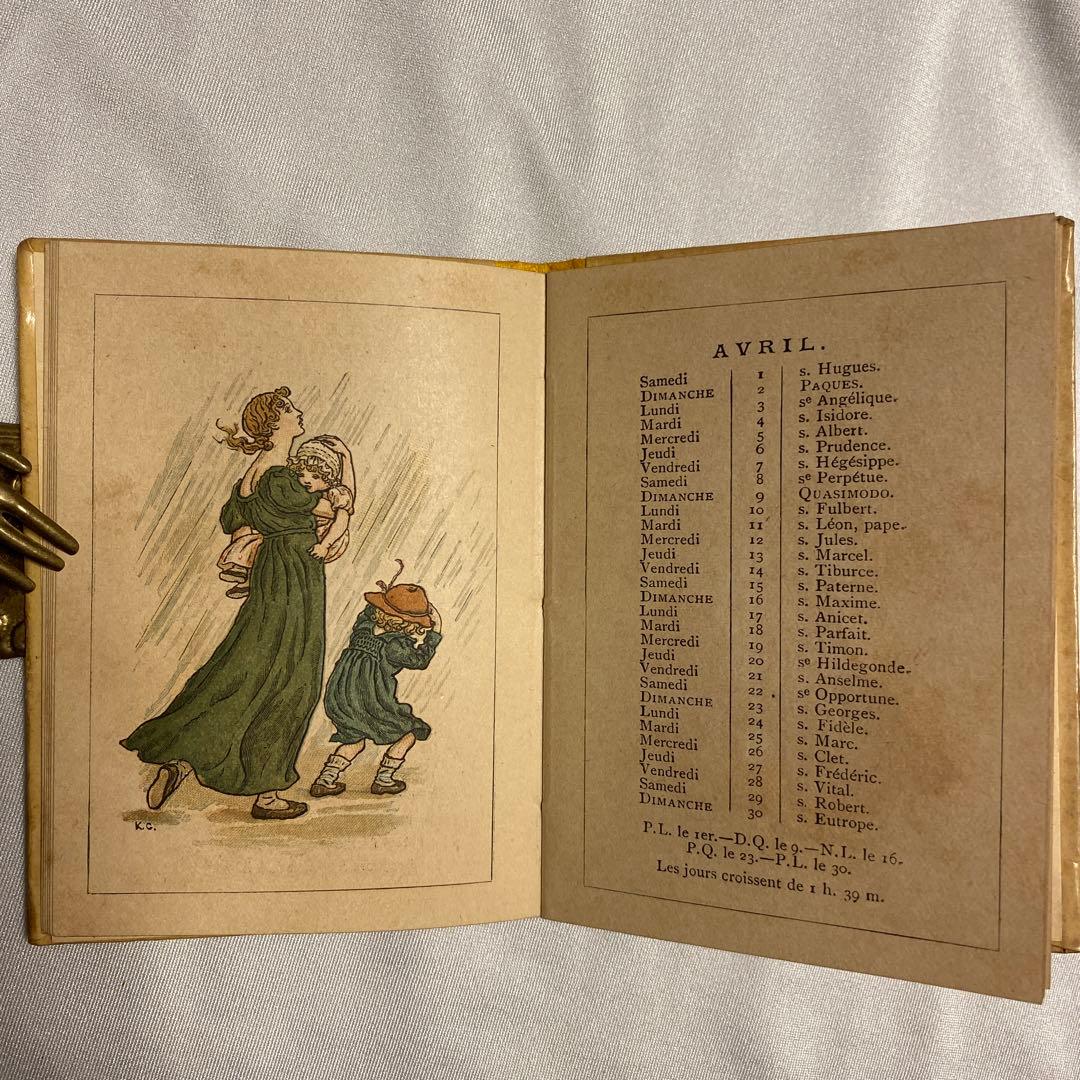 K.G.
AVRIL.
Samedi 1 s. Hugues.
DIMANCHE 2 PAQUES.
Lundi 3 se Angélique.
Mardi 4 s. Isidore.
Mercredi 5 s. Albert.
Jeudi 6 s. Prudence.
Vendredi 7 s. Hégésippe.
Samedi 8 se Perpétue.
DIMANCHE 9 QUASIMODO.
Lundi 10 s. Fulbert.
Mardi 11 s. Léon, pape.
Mercredi 12 s. Jules.
Jeudi 13 s. Marcel.
Vendredi 14 s. Tiburce.
Samedi 15 s. Paterne.
DIMANCHE 16 s. Maxime.
Lundi 17 s. Anicet.
Mardi 18 s. Parfait.
Mercredi 19 s. Timon.
Jeudi 20 se Hildegonde.
Vendredi 21 s. Anselme.
Samedi 22 se Opportune.
DIMANCHE 23 s. Georges.
Lundi 24 s. Fidèle.
Mardi 25 s. Marc.
Mercredi 26 s. Clet.
Jeudi 27 s. Frédéric.
Vendredi 28 s. Vital.
Samedi 29 s. Robert.
DIMANCHE 30 s. Eutrope.
P.L. le 1er.—D.Q. le 9.—N.L. le 16.
P.Q. le 23.—P.L. le 30.
Les jours croissent de 1 h. 39 m.